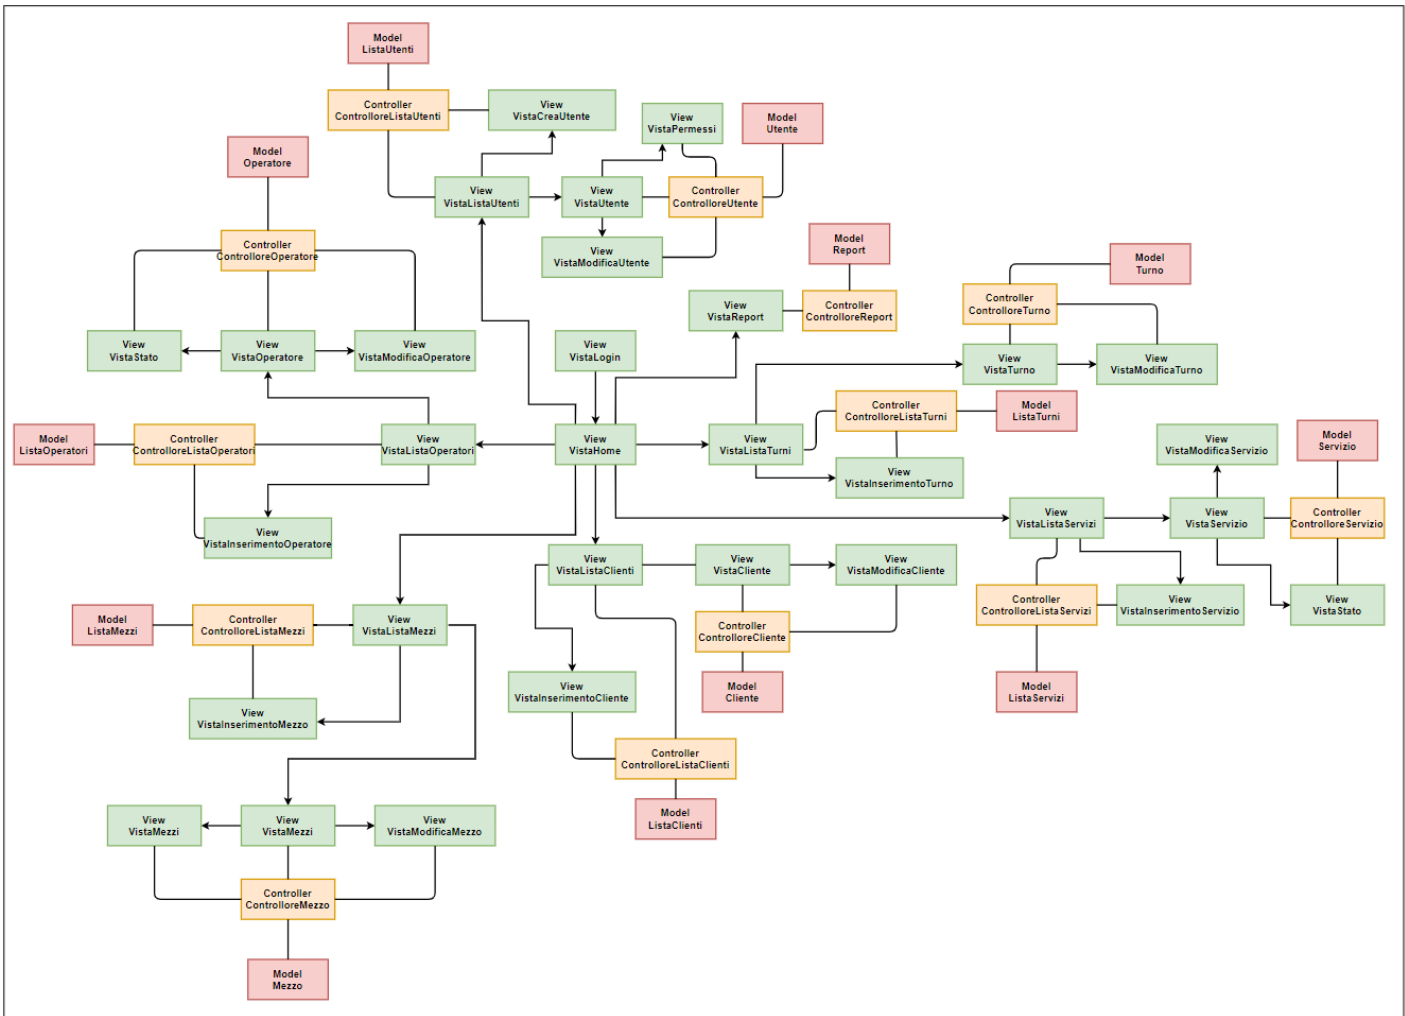 Model
ListaUtenti
Controller
ControlloreListaUtenti
View
VistaCreaUtente
View
VistaPermessi
Model
Utente
Model
Operatore
View
VistaListaUtenti
View
VistaUtente
Controller
ControlloreUtente
Controller
ControlloreOperatore
View
VistaModificaUtente
Model
Report
Model
Turno
View
VistaReport
Controller
ControlloreReport
Controller
ControlloreTurno
View
VistaStato
View
VistaOperatore
View
VistaModificaOperatore
View
VistaLogin
View
VistaTurno
View
VistaModificaTurno
Controller
ControlloreListaTurni
Model
ListaTurni
Model
ListaOperatori
Controller
ControlloreListaOperatori
View
VistaListaOperatori
View
VistaHome
View
VistaListaTurni
View
VistaModificaServizio
Model
Servizio
View
VistaInserimentoTurno
View
VistaInserimentoOperatore
View
VistaListaServizi
View
VistaServizio
Controller
ControlloreServizio
View
VistaListaClienti
View
VistaCliente
View
VistaModificaCliente
Controller
ControlloreListaServizi
View
VistaInserimentoServizio
View
VistaStato
Model
ListaMezzi
Controller
ControlloreListaMezzi
View
VistaListaMezzi
Controller
ControlloreCliente
View
VistaInserimentoCliente
Model
Cliente
Model
ListaServizi
View
VistaInserimentoMezzo
Controller
ControlloreListaClienti
View
VistaMezzi
View
VistaMezzi
View
VistaModificaMezzo
Model
ListaClienti
Controller
ControlloreMezzo
Model
Mezzo